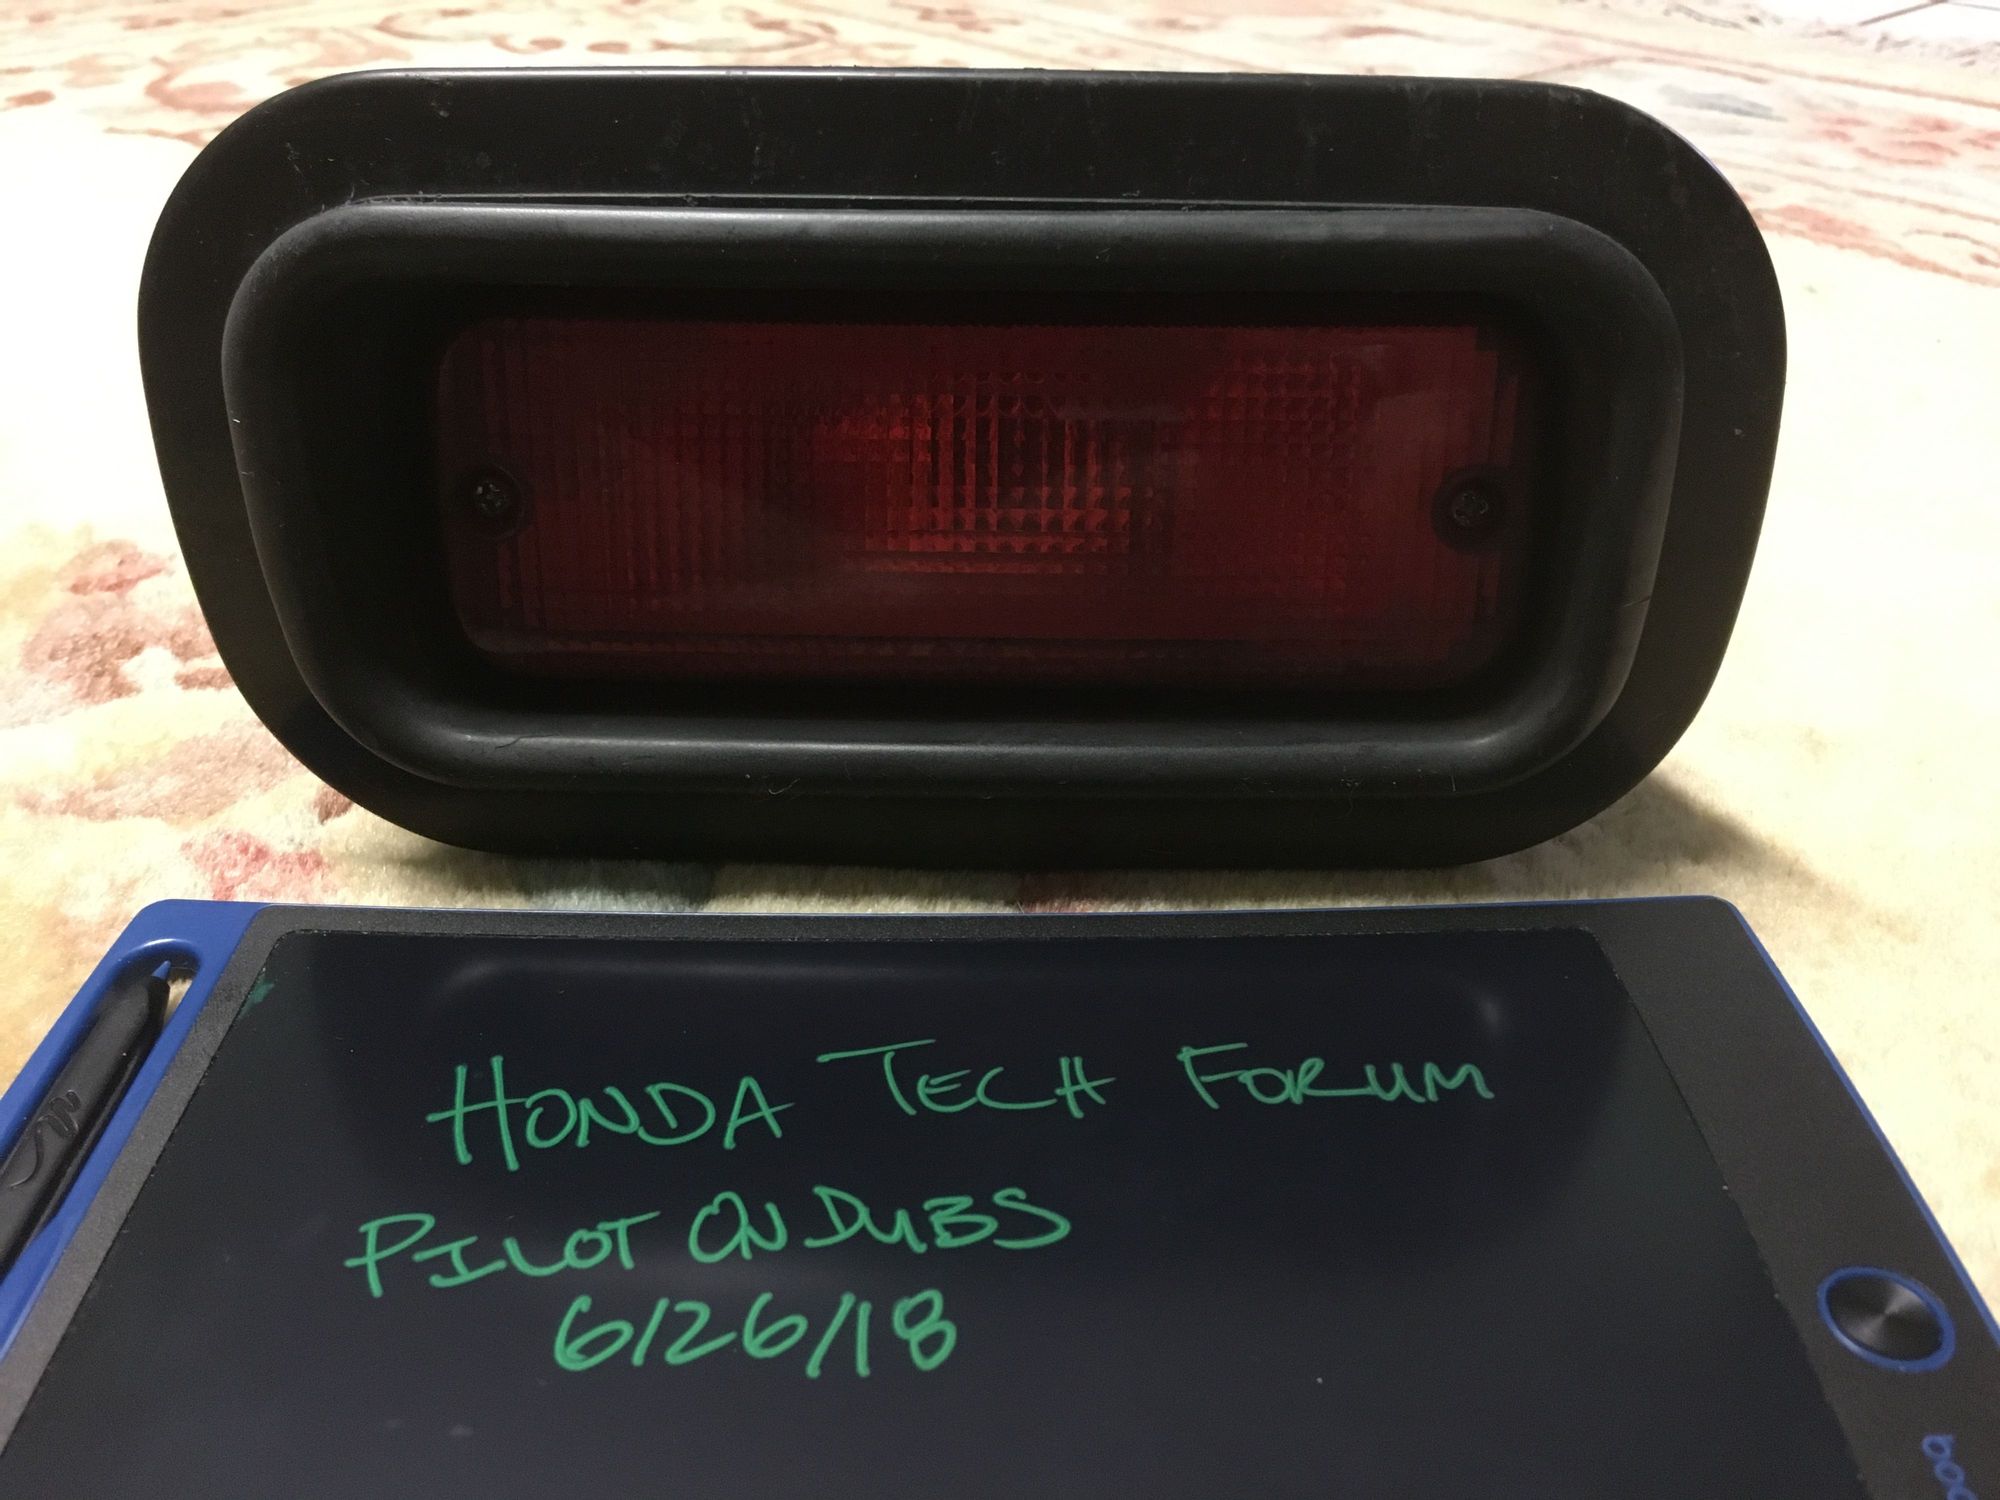 HONDA TECH FORUM
PILOT ON DUBS
6/26/18